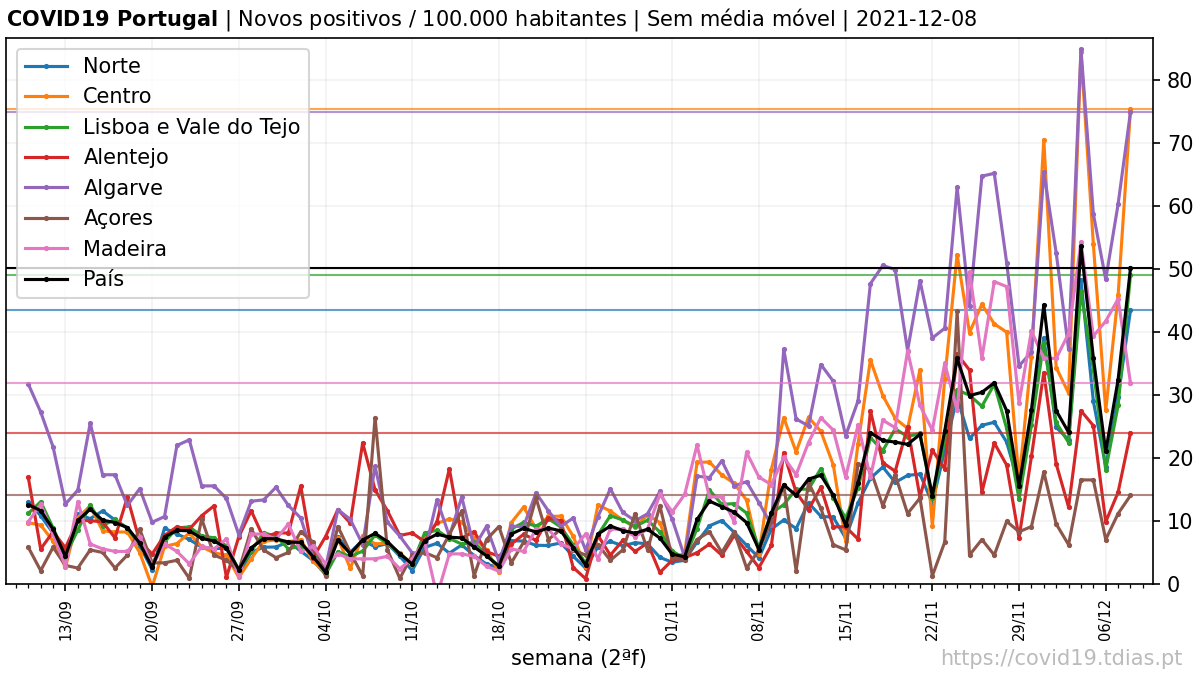 COVID19 Portugal | Novos positivos / 100.000 habitantes | Sem média móvel | 2021-12-08
Norte
Centro
Lisboa e Vale do Tejo
Alentejo
Algarve
Açores
Madeira
País
80
70
60
50
40
30
20
10
0
13/09 20/09 27/09 04/10 11/10 18/10 25/10 01/11 08/11 15/11 22/11 29/11 06/12
semana (2ªf)
https://covid19.tdias.pt